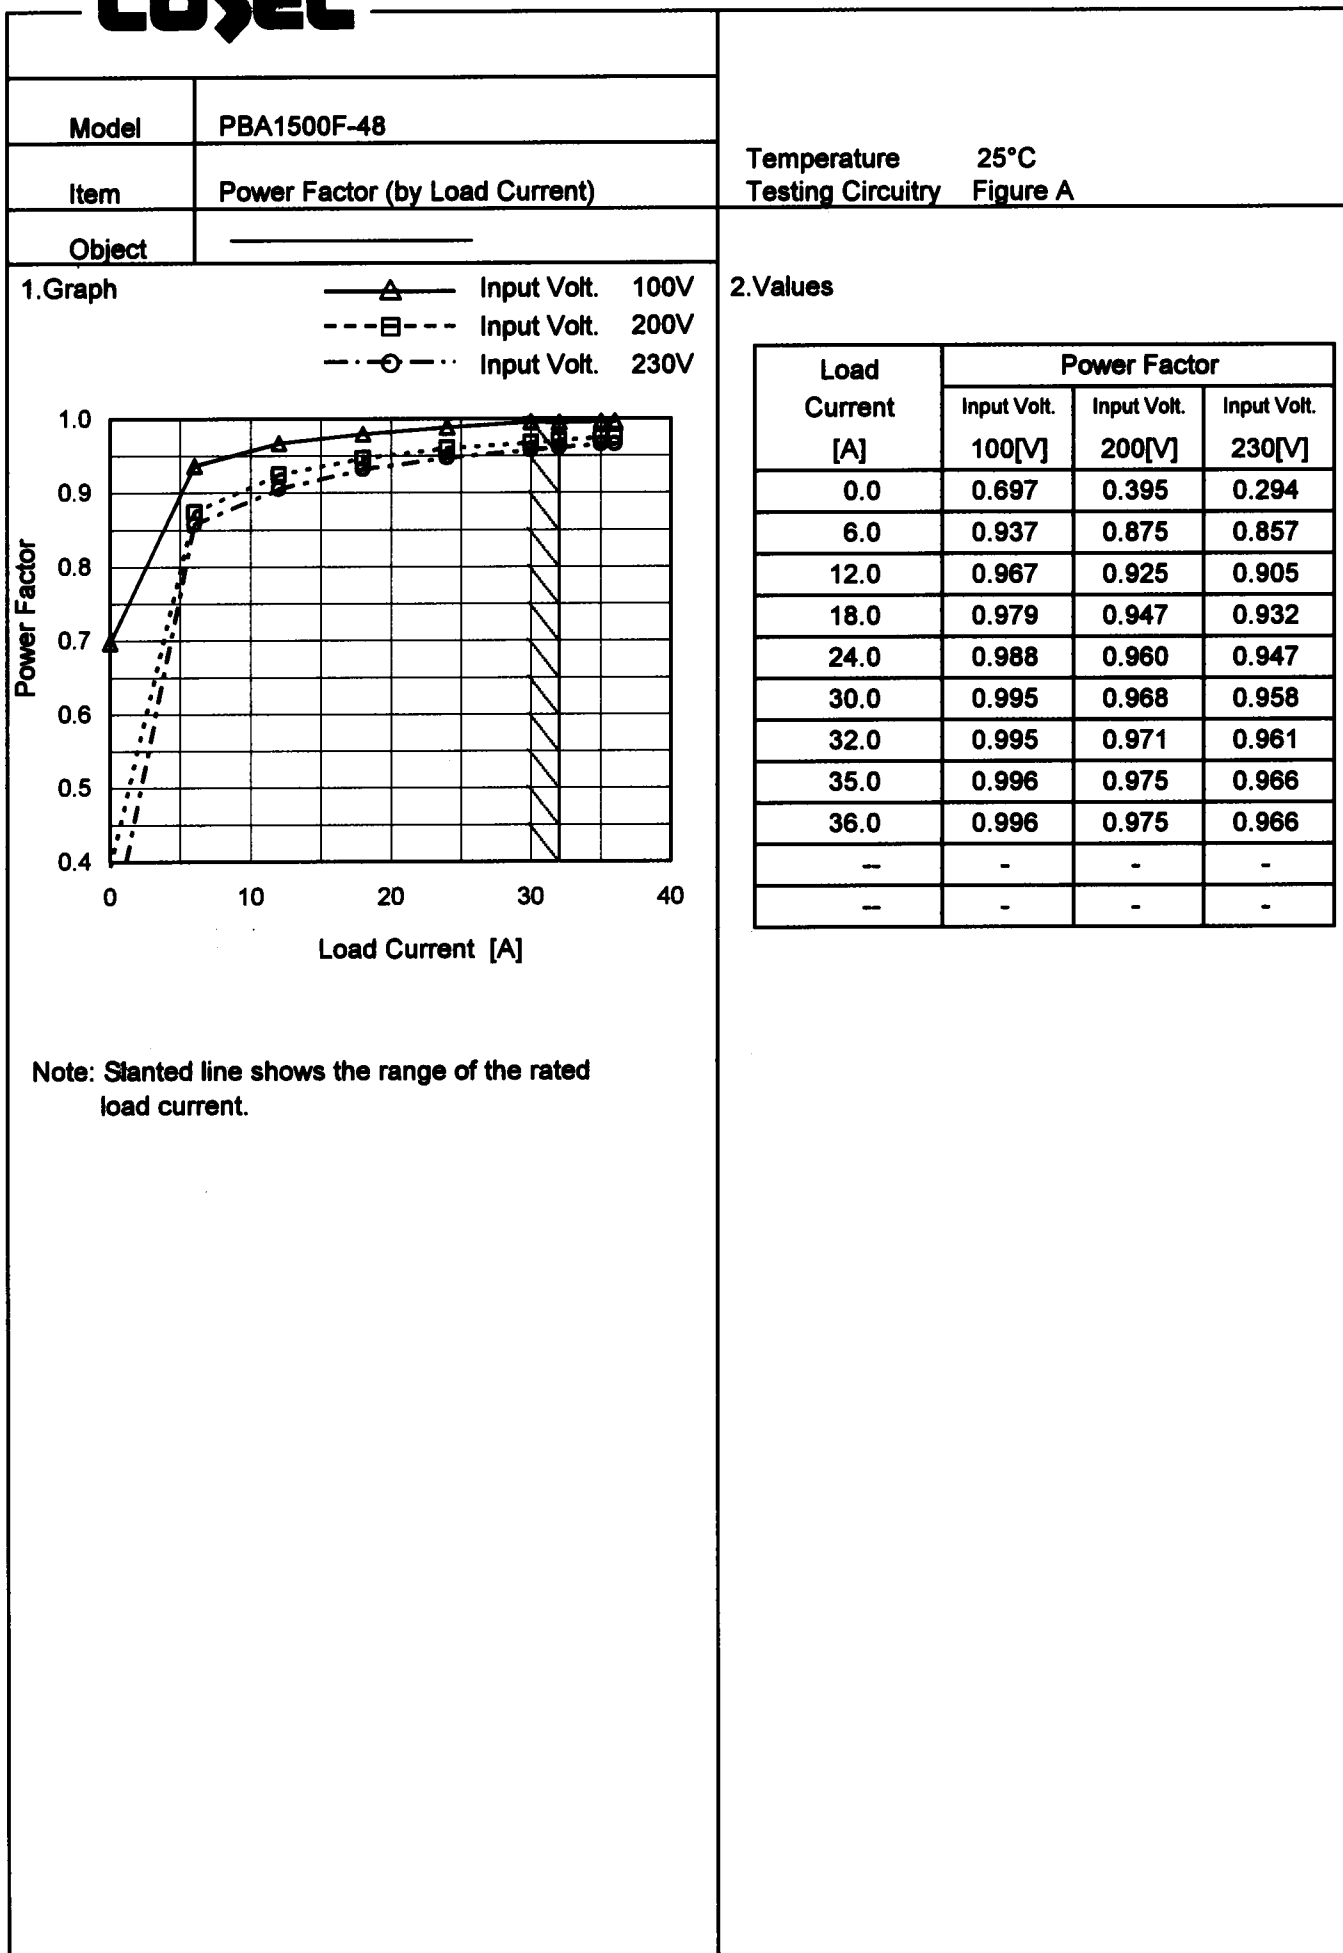 COSEL
Model PBA1500F-48
Item Power Factor (by Load Current)
Object
Temperature 25°C
Testing Circuitry Figure A
1.Graph
Input Volt. 100V
Input Volt. 200V
Input Volt. 230V
1.0
0.9
0.8
0.7
0.6
0.5
0.4
Power Factor
0 10 20 30 40
Load Current [A]
Note: Slanted line shows the range of the rated
load current.
2.Values
Load Power Factor
Current Input Volt. Input Volt. Input Volt.
[A] 100[V] 200[V] 230[V]
0.0 0.697 0.395 0.294
6.0 0.937 0.875 0.857
12.0 0.967 0.925 0.905
18.0 0.979 0.947 0.932
24.0 0.988 0.960 0.947
30.0 0.995 0.968 0.958
32.0 0.995 0.971 0.961
35.0 0.996 0.975 0.966
36.0 0.996 0.975 0.966
-- - - -
-- - - -